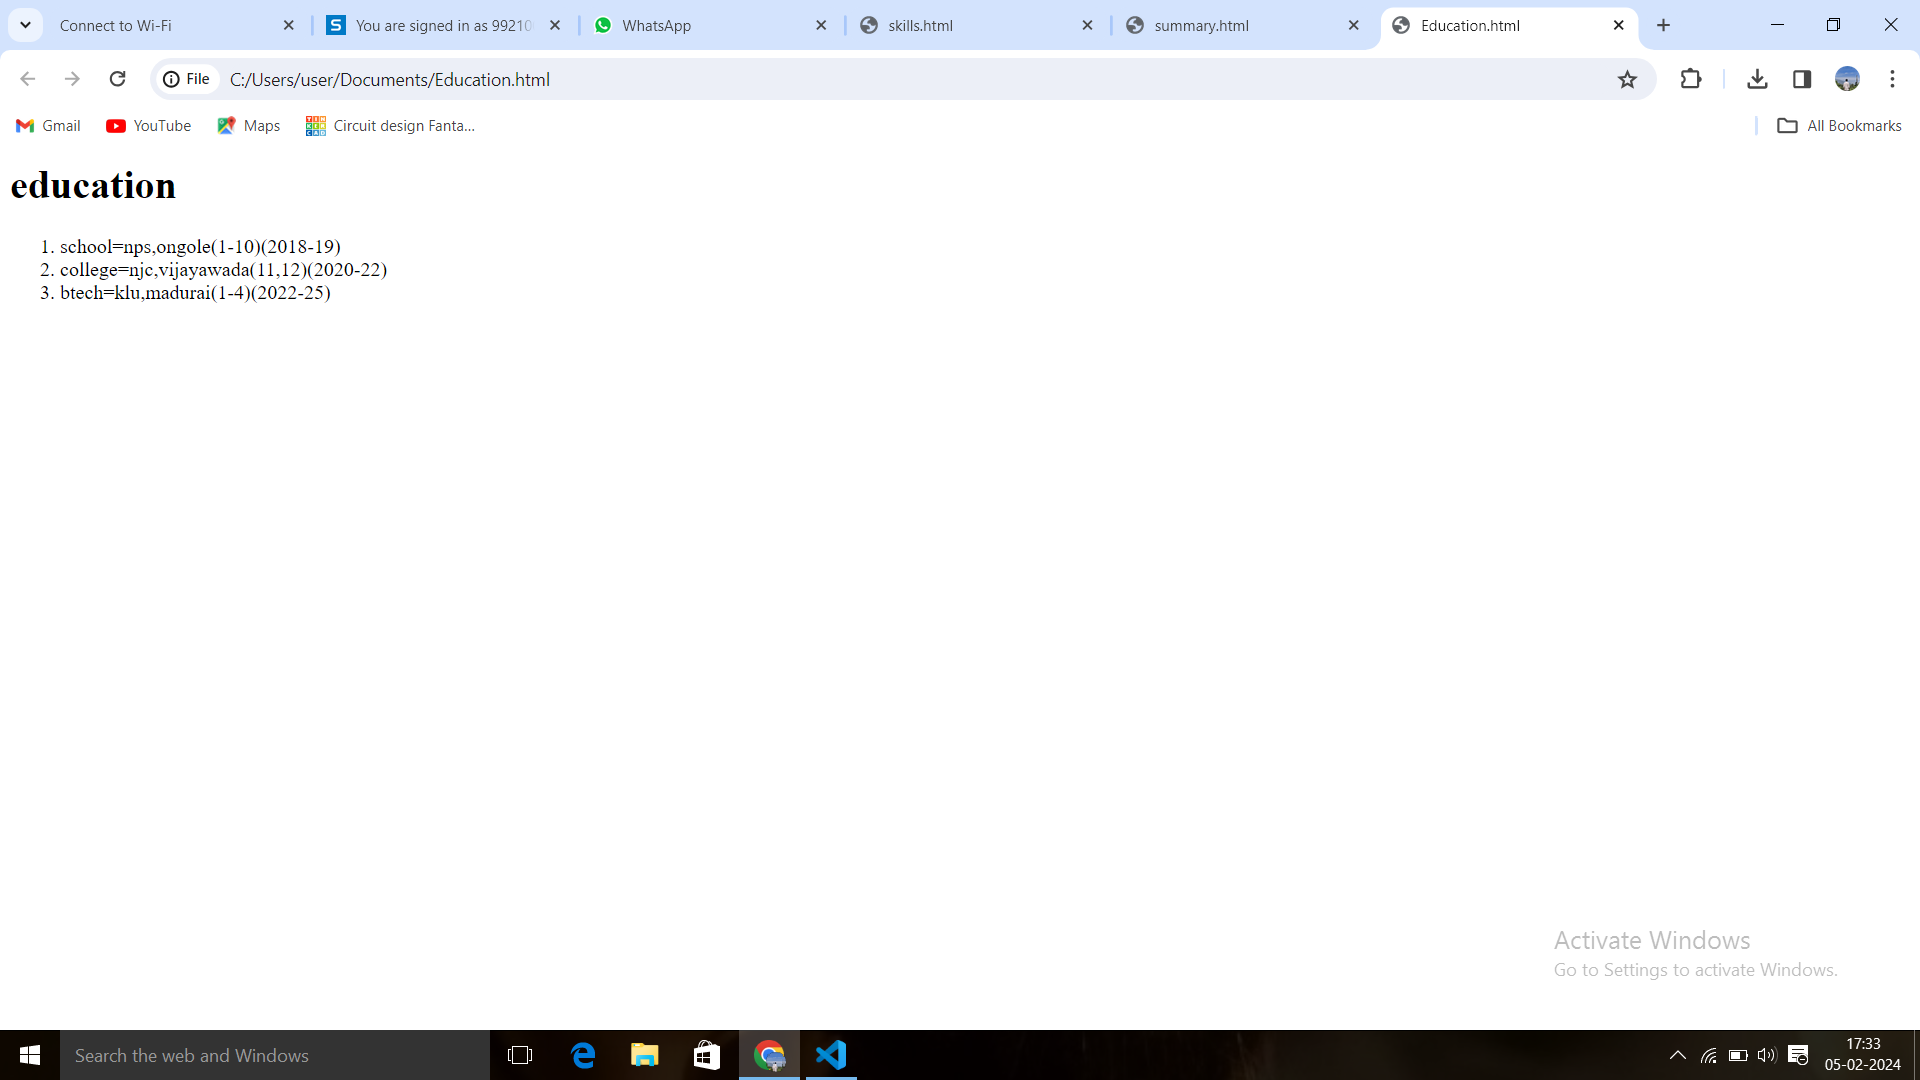 Connect to Wi-Fi
S You are signed in as 99210
WhatsApp
skills.html
summary.html
Education.html
File C:/Users/user/Documents/Education.html
Gmail
YouTube
Maps
Circuit design Fanta...
All Bookmarks
education
1. school=nps,ongole(1-10)(2018-19)
2. college=njc,vijayawada(11,12)(2020-22)
3. btech=klu,madurai(1-4)(2022-25)
Activate Windows
Go to Settings to activate Windows.
Search the web and Windows
17:33
05-02-2024